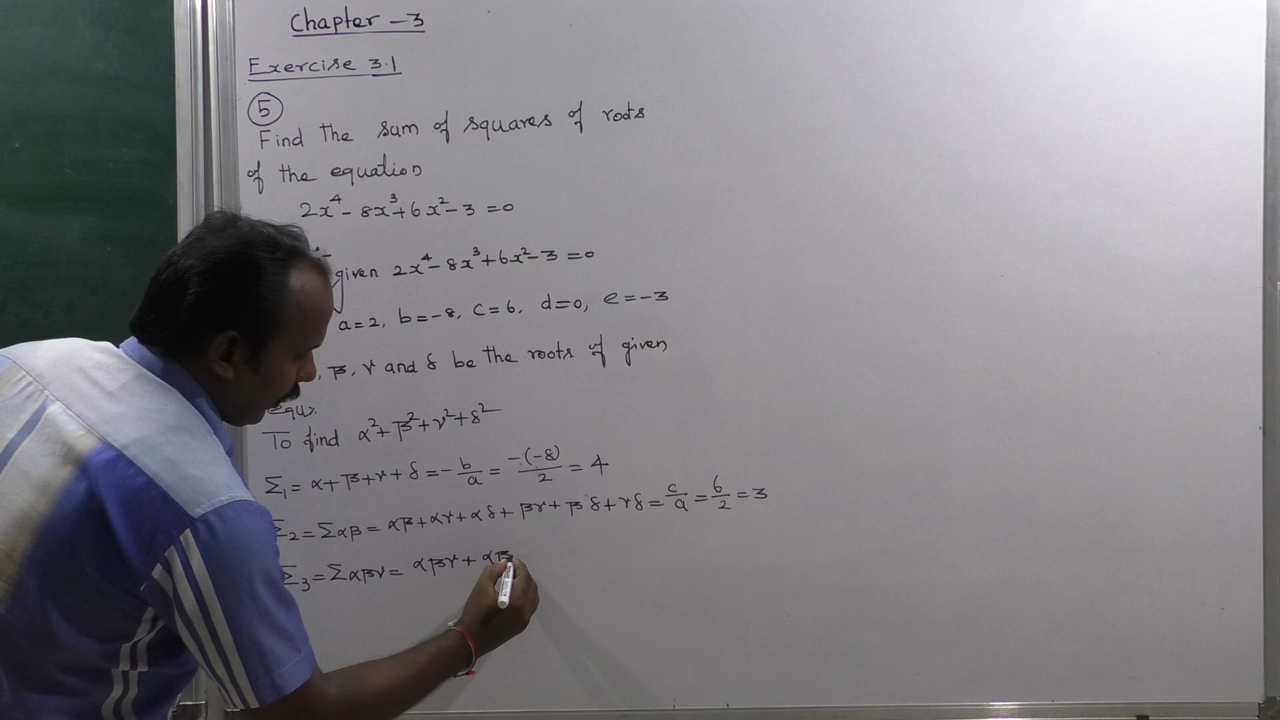 Chapter - 3
Exercise 3.1
5
Find the sum of squares of roots
of the equation
2x⁴ - 8x³ + 6x² - 3 = 0
given 2x⁴ - 8x³ + 6x² - 3 = 0
a = 2, b = -8, c = 6, d = 0, e = -3
, β, γ and δ be the roots of given
equ.
To find α² + β² + γ² + δ²
Σ₁ = α + β + γ + δ = -b/a = -(-8)/2 = 4
Σ₂ = Σαβ = αβ + αγ + αδ + βγ + βδ + γδ = c/a = 6/2 = 3
Σ₃ = Σαβγ = αβγ + αβ